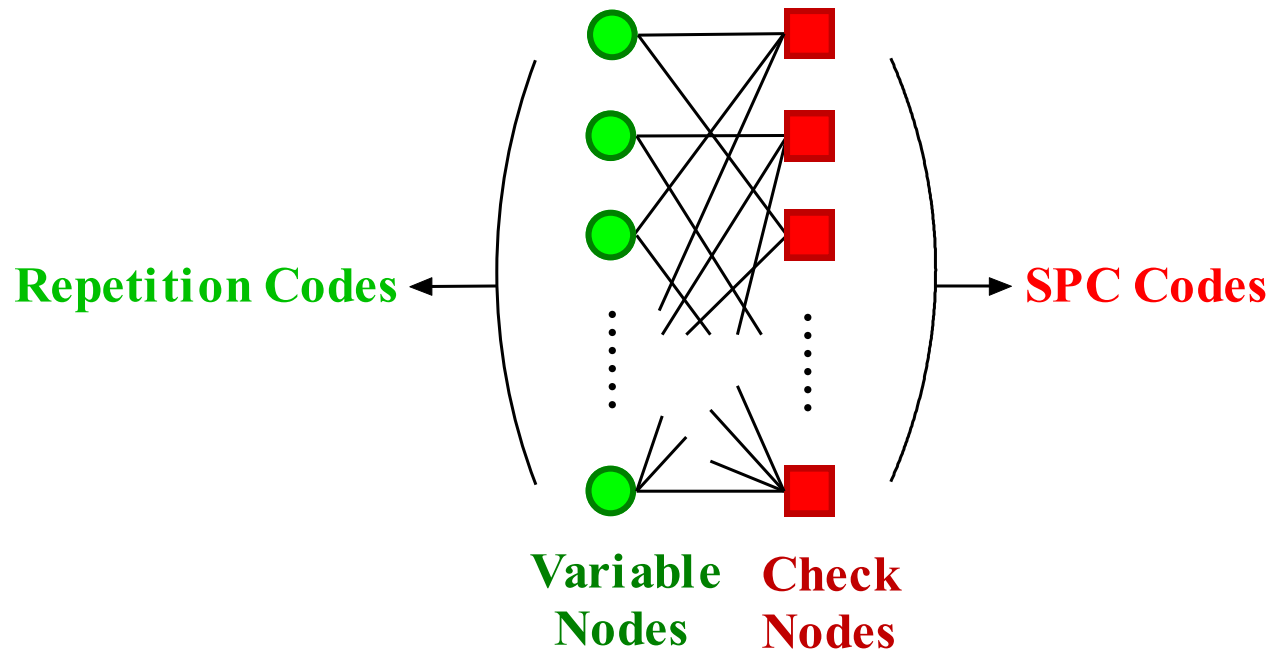 Repetition Codes
SPC Codes
Variable
Nodes
Check
Nodes